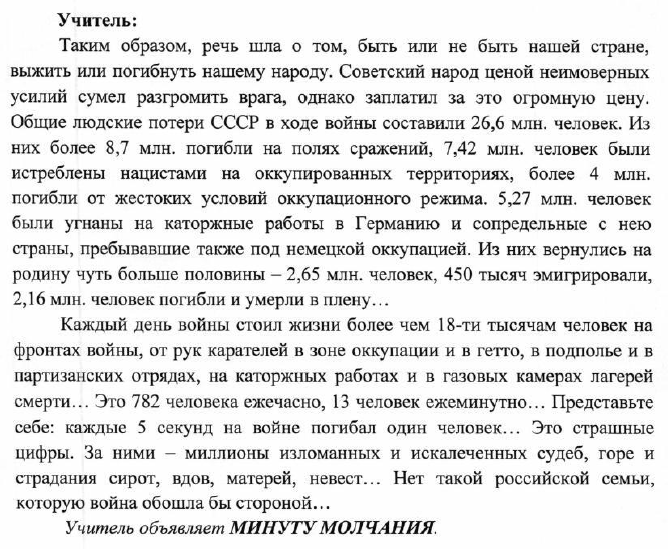 Учитель:
Таким образом, речь шла о том, быть или не быть нашей стране,
выжить или погибнуть нашему народу. Советский народ ценой неимоверных
усилий сумел разгромить врага, однако заплатил за это огромную цену.
Общие людские потери СССР в ходе войны составили 26,6 млн. человек. Из
них более 8,7 млн. погибли на полях сражений, 7,42 млн. человек были
истреблены нацистами на оккупированных территориях, более 4 млн.
погибли от жестоких условий оккупационного режима. 5,27 млн. человек
были угнаны на каторжные работы в Германию и сопредельные с нею
страны, пребывавшие также под немецкой оккупацией. Из них вернулись на
родину чуть больше половины – 2,65 млн. человек, 450 тысяч эмигрировали,
2,16 млн. человек погибли и умерли в плену…
Каждый день войны стоил жизни более чем 18-ти тысячам человек на
фронтах войны, от рук карателей в зоне оккупации и в гетто, в подполье и в
партизанских отрядах, на каторжных работах и в газовых камерах лагерей
смерти… Это 782 человека ежечасно, 13 человек ежеминутно… Представьте
себе: каждые 5 секунд на войне погибал один человек… Это страшные
цифры. За ними – миллионы изломанных и искалеченных судеб, горе и
страдания сирот, вдов, матерей, невест… Нет такой российской семьи,
которую война обошла бы стороной…
Учитель объявляет МИНУТУ МОЛЧАНИЯ.